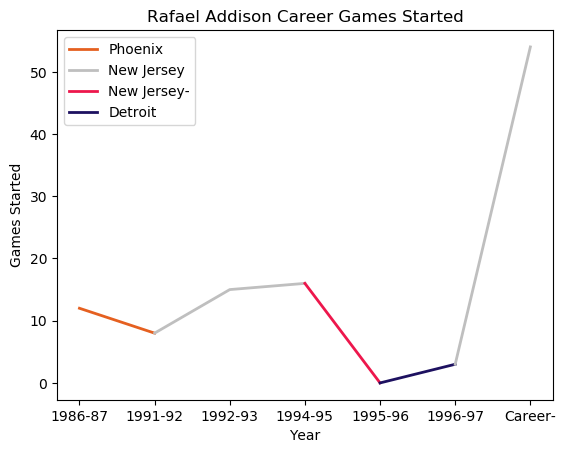 Rafael Addison Career Games Started
Phoenix
New Jersey
New Jersey-
Detroit
Games Started
50
40
30
20
10
0
1986-87 1991-92 1992-93 1994-95 1995-96 1996-97 Career-
Year